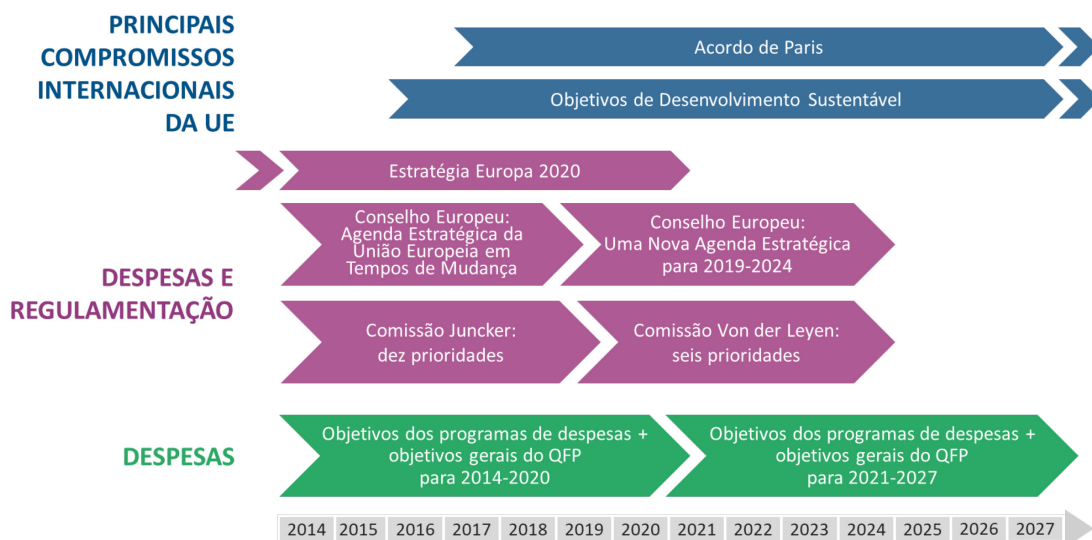 PRINCIPAIS
COMPROMISSOS
INTERNACIONAIS
DA UE
Acordo de Paris
Objetivos de Desenvolvimento Sustentável
DESPESAS E
REGULAMENTAÇÃO
Estratégia Europa 2020
Conselho Europeu:
Agenda Estratégica da
União Europeia em
Tempos de Mudança
Conselho Europeu:
Uma Nova Agenda Estratégica
para 2019-2024
Comissão Juncker:
dez prioridades
Comissão Von der Leyen:
seis prioridades
DESPESAS
Objetivos dos programas de despesas +
objetivos gerais do QFP
para 2014-2020
Objetivos dos programas de despesas +
objetivos gerais do QFP
para 2021-2027
2014 2015 2016 2017 2018 2019 2020 2021 2022 2023 2024 2025 2026 2027